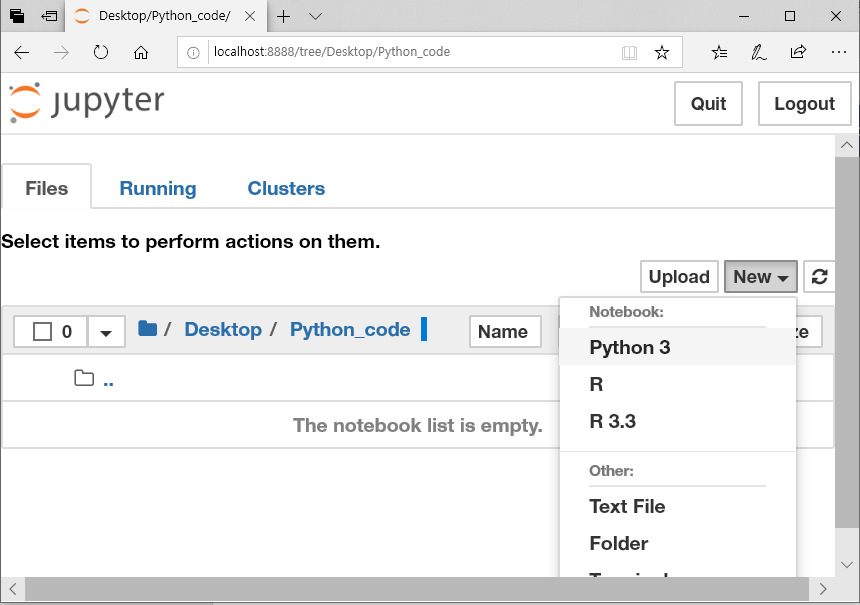 Desktop/Python_code/
localhost:8888/tree/Desktop/Python_code
jupyter
Quit
Logout
Files
Running
Clusters
Select items to perform actions on them.
Upload
New
0
/ Desktop / Python_code
Name
ze
Notebook:
Python 3
R
R 3.3
..
The notebook list is empty.
Other:
Text File
Folder